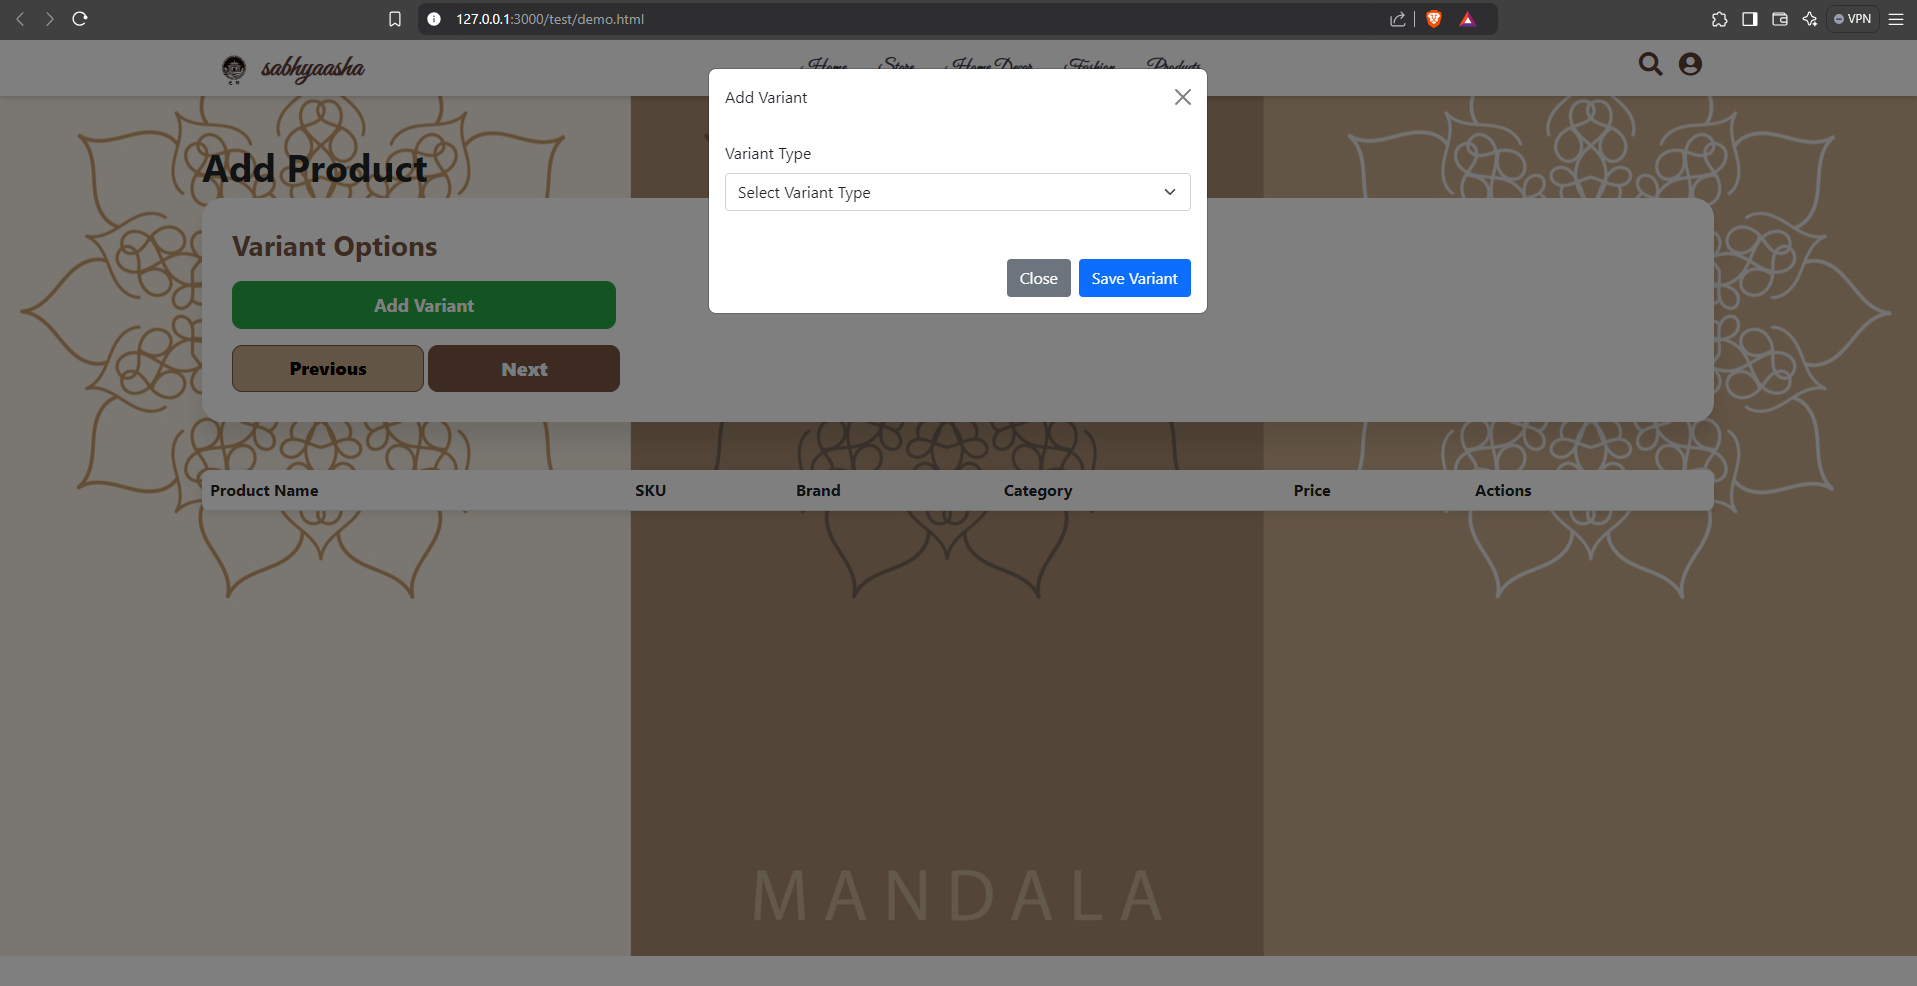 127.0.0.1:3000/test/demo.html
VPN
sabhyaasha
Home Store Home Decor Fashion Products
Add Variant
Variant Type
Select Variant Type
Close Save Variant
Add Product
Variant Options
Add Variant
Previous Next
Product Name SKU Brand Category Price Actions
MANDALA